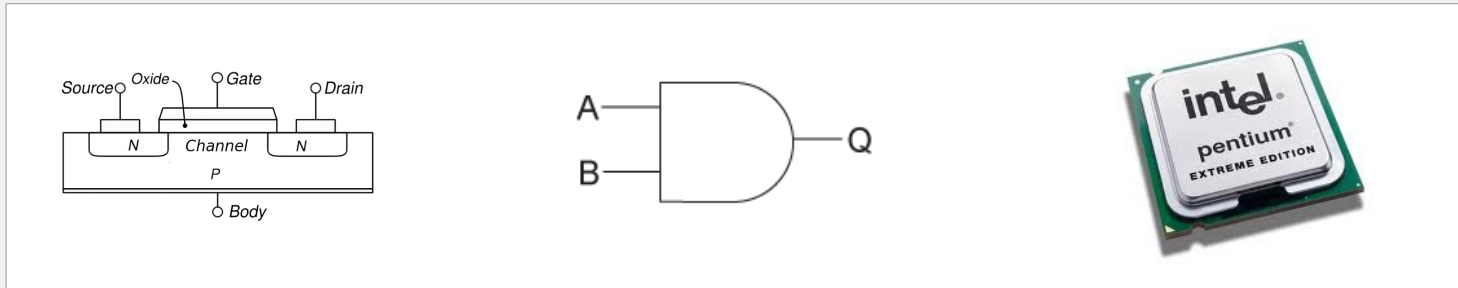 Source
Oxide
Gate
Drain
N
Channel
N
P
Body
A
B
Q
intel®
pentium®
EXTREME EDITION